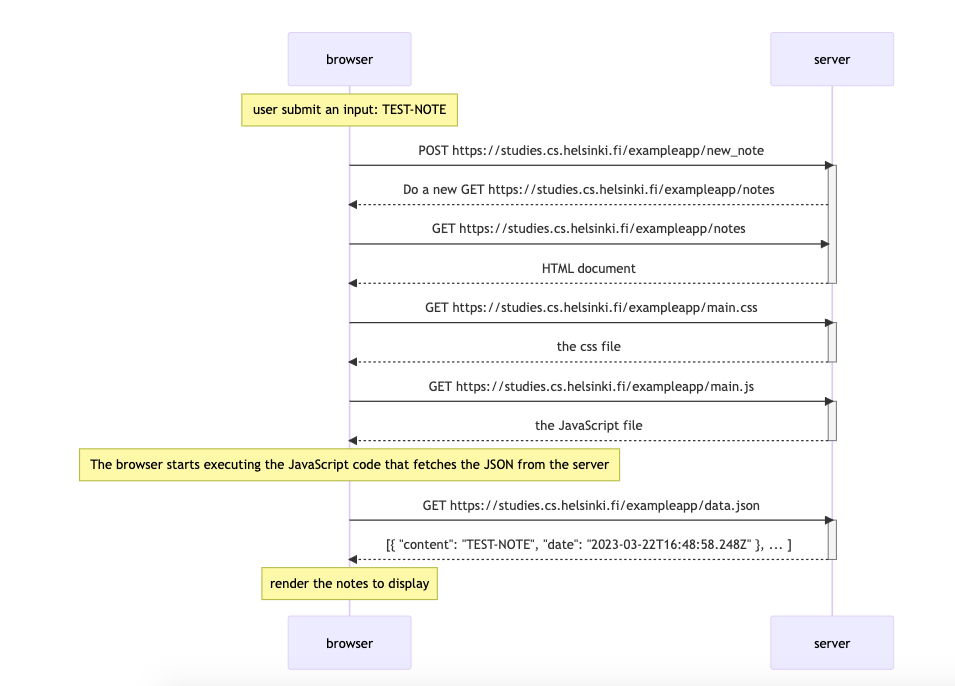 browser
server
user submit an input: TEST-NOTE
POST https://studies.cs.helsinki.fi/exampleapp/new_note
Do a new GET https://studies.cs.helsinki.fi/exampleapp/notes
GET https://studies.cs.helsinki.fi/exampleapp/notes
HTML document
GET https://studies.cs.helsinki.fi/exampleapp/main.css
the css file
GET https://studies.cs.helsinki.fi/exampleapp/main.js
the JavaScript file
The browser starts executing the JavaScript code that fetches the JSON from the server
GET https://studies.cs.helsinki.fi/exampleapp/data.json
[{ "content": "TEST-NOTE", "date": "2023-03-22T16:48:58.248Z" }, ... ]
render the notes to display
browser
server